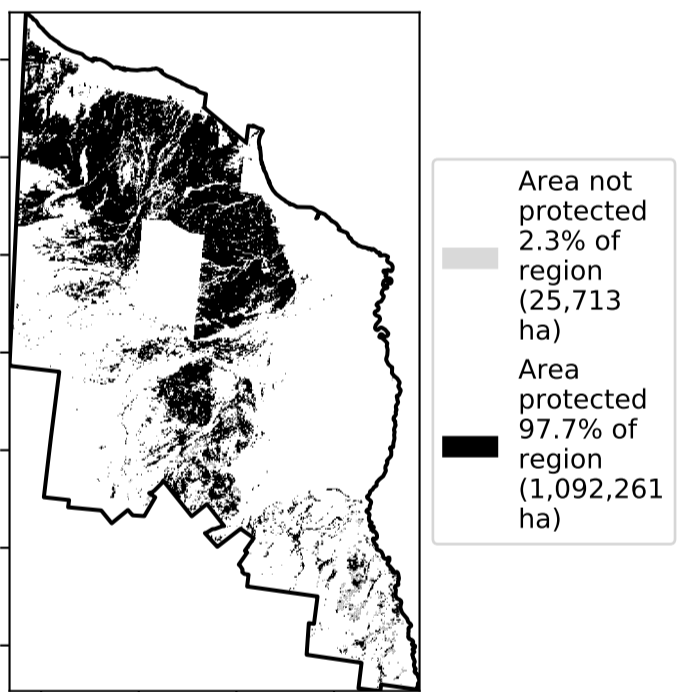 Area not
protected
2.3% of
region
(25,713
ha)
Area
protected
97.7% of
region
(1,092,261
ha)